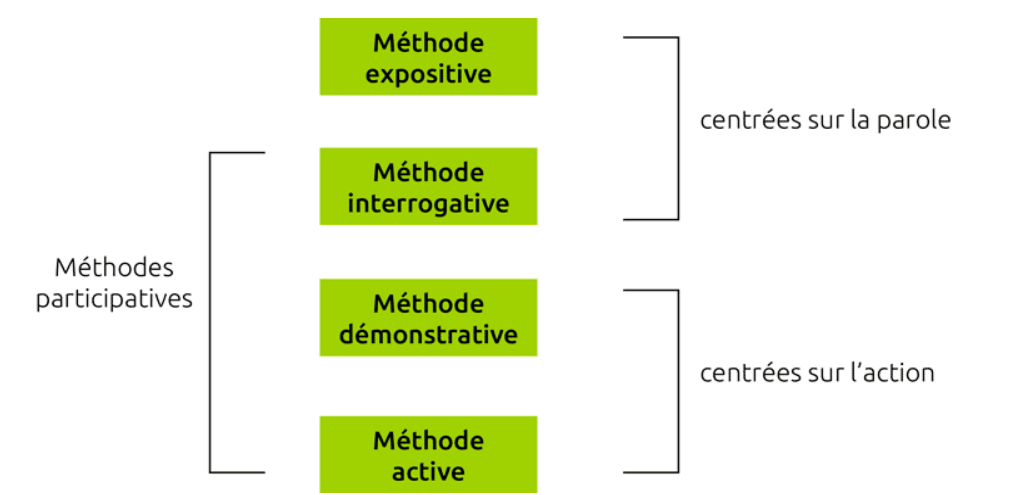 Méthode
expositive
centrées sur la parole
Méthode
interrogative
Méthodes
participatives
Méthode
démonstrative
centrées sur l’action
Méthode
active